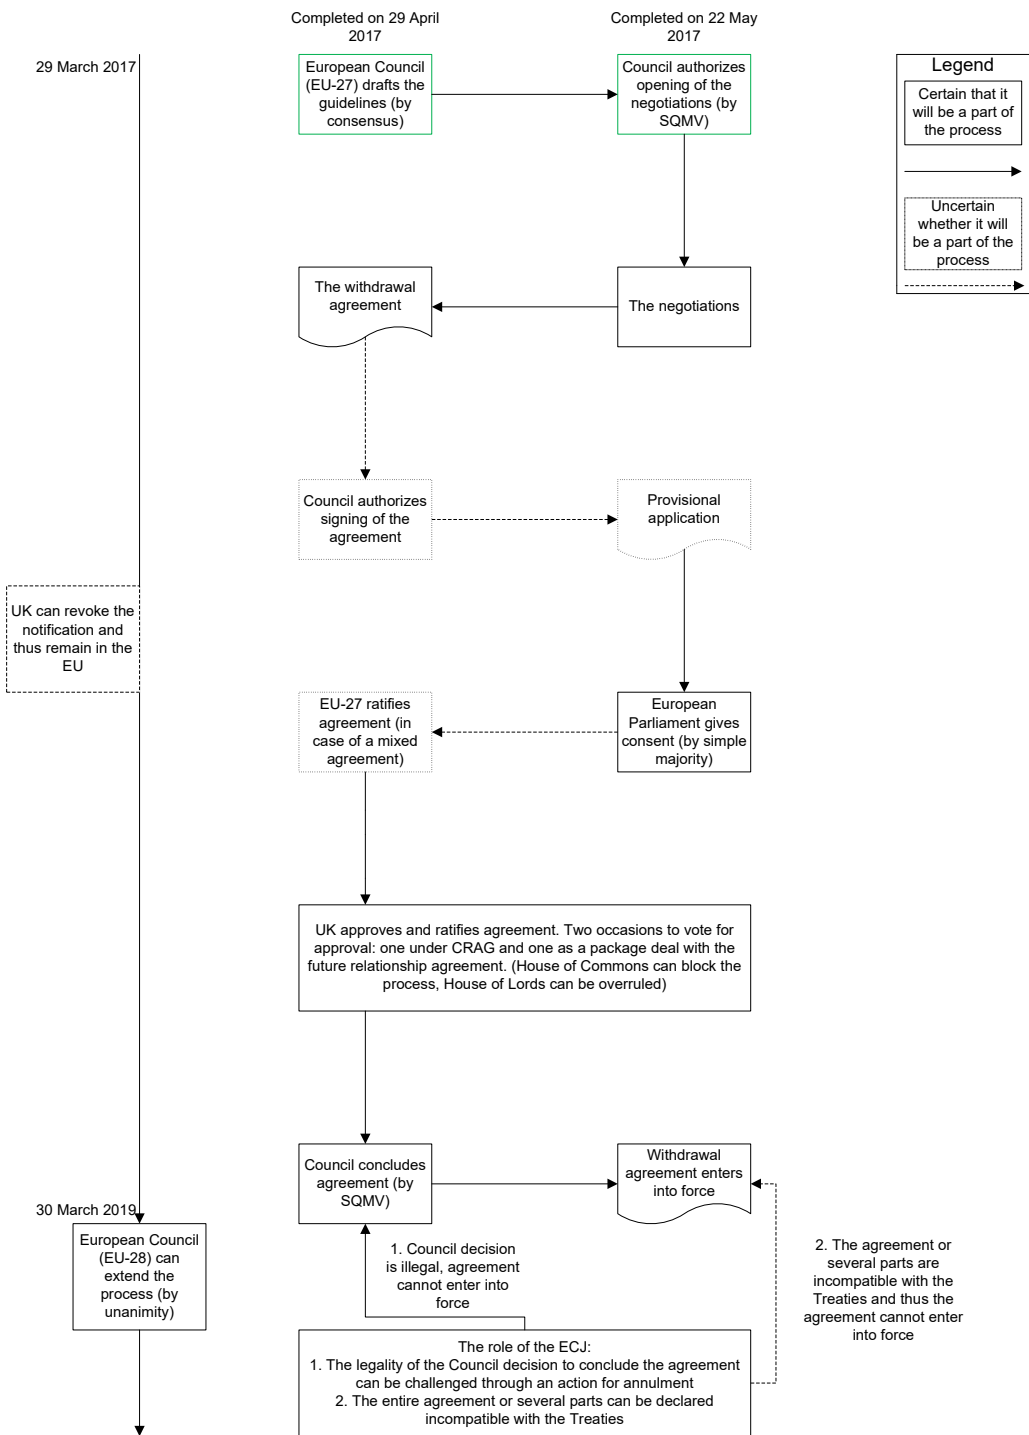 Completed on 29 April
2017
Completed on 22 May
2017
29 March 2017
European Council
(EU-27) drafts the
guidelines (by
consensus)
Council authorizes
opening of the
negotiations (by
SQMV)
Legend
Certain that it
will be a part of
the process
Uncertain
whether it will
be a part of the
process
The withdrawal
agreement
The negotiations
Council authorizes
signing of the
agreement
Provisional
application
UK can revoke the
notification and
thus remain in the
EU
EU-27 ratifies
agreement (in
case of a mixed
agreement)
European
Parliament gives
consent (by simple
majority)
UK approves and ratifies agreement. Two occasions to vote for
approval: one under CRAG and one as a package deal with the
future relationship agreement. (House of Commons can block the
process, House of Lords can be overruled)
Council concludes
agreement (by
SQMV)
Withdrawal
agreement enters
into force
30 March 2019
European Council
(EU-28) can
extend the
process (by
unanimity)
1. Council decision
is illegal, agreement
cannot enter into
force
2. The agreement or
several parts are
incompatible with the
Treaties and thus the
agreement cannot enter
into force
The role of the ECJ:
1. The legality of the Council decision to conclude the agreement
can be challenged through an action for annulment
2. The entire agreement or several parts can be declared
incompatible with the Treaties